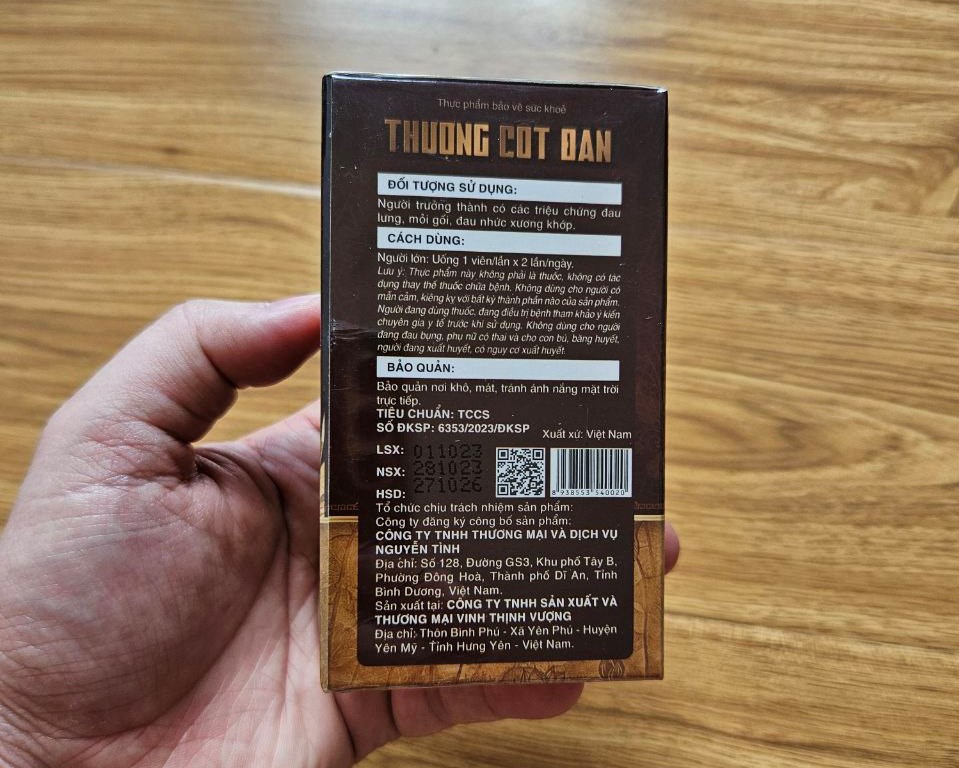 Thực phẩm bảo vệ sức khoẻ
THƯỜNG CỐT ĐAN
ĐỐI TƯỢNG SỬ DỤNG:
Người trưởng thành có các triệu chứng đau
lưng, mỏi gối, đau nhức xương khớp.
CÁCH DÙNG:
Người lớn: Uống 1 viên/lần x 2 lần/ngày.
Lưu ý: Thực phẩm này không phải là thuốc, không có tác
dụng thay thế thuốc chữa bệnh. Không dùng cho người có
mẫn cảm, kiêng kỵ với bất kỳ thành phần nào của sản phẩm.
Người đang dùng thuốc, đang điều trị bệnh tham khảo ý kiến
chuyên gia y tế trước khi sử dụng. Không dùng cho người
đang đau bụng, phụ nữ có thai và cho con bú, băng huyết,
người đang xuất huyết, có nguy cơ xuất huyết.
BẢO QUẢN:
Bảo quản nơi khô, mát, tránh ánh nắng mặt trời
trực tiếp.
TIÊU CHUẨN: TCCS
SỐ ĐKSP: 6353/2023/ĐKSP
Xuất xứ: Việt Nam
LSX: 011023
NSX: 281023
HSD: 271026
8 938553 540020
Tổ chức chịu trách nhiệm sản phẩm:
Công ty đăng ký công bố sản phẩm:
CÔNG TY TNHH THƯƠNG MẠI VÀ DỊCH VỤ
NGUYỄN TÌNH
Địa chỉ: Số 128, Đường GS3, Khu phố Tây B,
Phường Đông Hoà, Thành phố Dĩ An, Tỉnh
Bình Dương, Việt Nam.
Sản xuất tại: CÔNG TY TNHH SẢN XUẤT VÀ
THƯƠNG MẠI VINH THỊNH VƯỢNG
Địa chỉ: Thôn Bình Phú - Xã Yên Phú - Huyện
Yên Mỹ - Tỉnh Hưng Yên - Việt Nam.